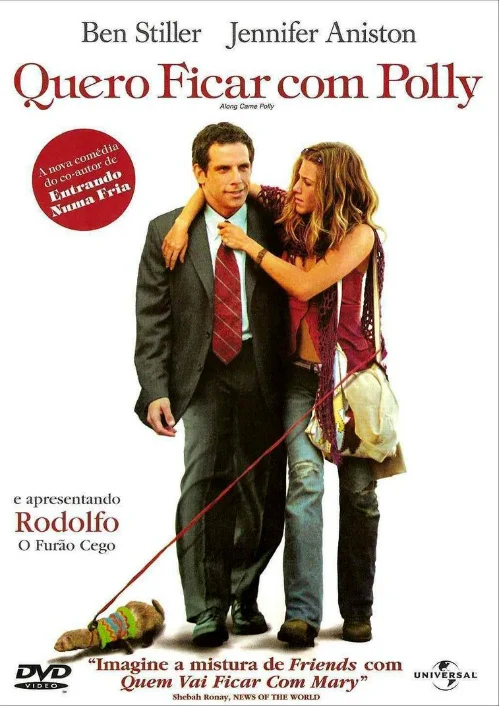 Ben Stiller Jennifer Aniston
Quero Ficar com Polly
Along Came Polly
A nova comédia
do co-autor de
Entrando
Numa Fria
e apresentando
Rodolfo
O Furão Cego
DVD
VIDEO
"Imagine a mistura de Friends com
Quem Vai Ficar Com Mary"
Shebah Ronay, NEWS OF THE WORLD
UNIVERSAL